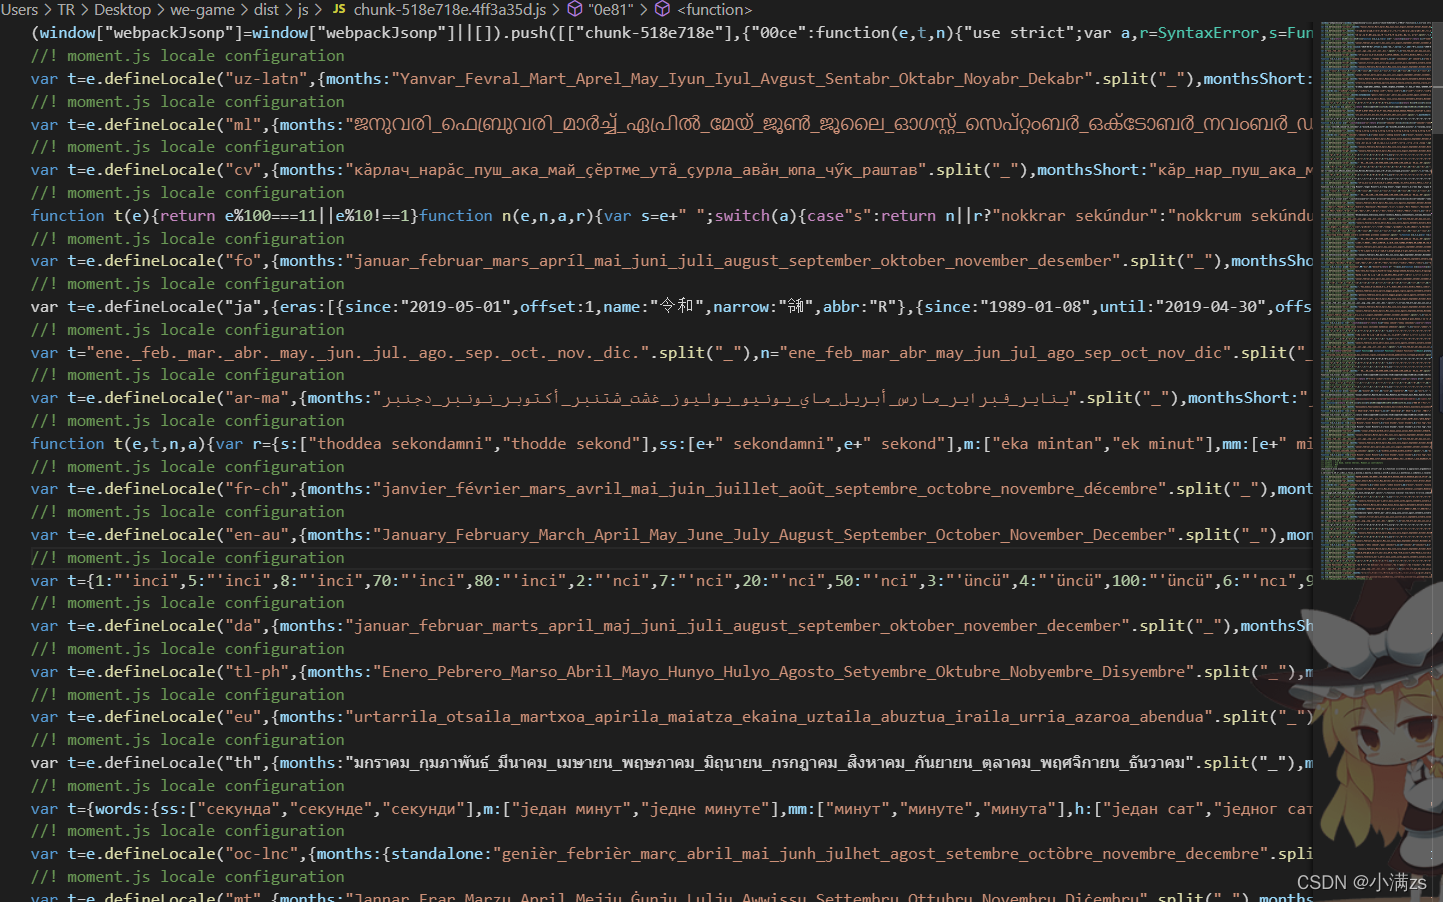 Users > TR > Desktop > we-game > dist > js > JS chunk-518e718e.4ff3a35d.js > "0e81" > <function>
(window["webpackJsonp"]=window["webpackJsonp"]||[]).push([["chunk-518e718e"],{"00ce":function(e,t,n){"use strict";var a,r=SyntaxError,s=Fun
//! moment.js locale configuration
var t=e.defineLocale("uz-latn",{months:"Yanvar_Fevral_Mart_Aprel_May_Iyun_Iyul_Avgust_Sentabr_Oktabr_Noyabr_Dekabr".split("_"),monthsShort:
//! moment.js locale configuration
var t=e.defineLocale("ml",{months:"ജനുവരി_ഫെബ്രുവരി_മാർച്ച്_ഏപ്രിൽ_മേയ്_ജൂൺ_ജൂലൈ_ഓഗസ്റ്റ്_സെപ്റ്റംബർ_ഒക്ടോബർ_നവംബർ_ഡ
//! moment.js locale configuration
var t=e.defineLocale("cv",{months:"кӑрлач_нарӑс_пуш_ака_май_ҫӗртме_утӑ_ҫурла_авӑн_юпа_чӳк_раштав".split("_"),monthsShort:"кӑр_нар_пуш_ака_м
//! moment.js locale configuration
function t(e){return e%100===11||e%10!==1}function n(e,n,a,r){var s=e+" ";switch(a){case"s":return n||r?"nokkrar sekúndur":"nokkrum sekúndu
//! moment.js locale configuration
var t=e.defineLocale("fo",{months:"januar_februar_mars_apríl_mai_juni_juli_august_september_oktober_november_desember".split("_"),monthsSho
//! moment.js locale configuration
var t=e.defineLocale("ja",{eras:[{since:"2019-05-01",offset:1,name:"令和",narrow:"㋿",abbr:"R"},{since:"1989-01-08",until:"2019-04-30",offs
//! moment.js locale configuration
var t="ene._feb._mar._abr._may._jun._jul._ago._sep._oct._nov._dic.".split("_"),n="ene_feb_mar_abr_may_jun_jul_ago_sep_oct_nov_dic".split("_
//! moment.js locale configuration
var t=e.defineLocale("ar-ma",{months:"يناير_فبراير_مارس_أبريل_ماي_يونيو_يوليوز_غشت_شتنبر_أكتوبر_نونبر_دجنبر".split("_"),monthsShort:"_
//! moment.js locale configuration
function t(e,t,n,a){var r={s:["thoddea sekondamni","thodde sekond"],ss:[e+" sekondamni",e+" sekond"],m:["eka mintan","ek minut"],mm:[e+" mi
//! moment.js locale configuration
var t=e.defineLocale("fr-ch",{months:"janvier_février_mars_avril_mai_juin_juillet_août_septembre_octobre_novembre_décembre".split("_"),mont
//! moment.js locale configuration
var t=e.defineLocale("en-au",{months:"January_February_March_April_May_June_July_August_September_October_November_December".split("_"),mon
//! moment.js locale configuration
var t={1:"'inci",5:"'inci",8:"'inci",70:"'inci",80:"'inci",2:"'nci",7:"'nci",20:"'nci",50:"'nci",3:"'üncü",4:"'üncü",100:"'üncü",6:"'ncı",9
//! moment.js locale configuration
var t=e.defineLocale("da",{months:"januar_februar_marts_april_maj_juni_juli_august_september_oktober_november_december".split("_"),monthsSh
//! moment.js locale configuration
var t=e.defineLocale("tl-ph",{months:"Enero_Pebrero_Marso_Abril_Mayo_Hunyo_Hulyo_Agosto_Setyembre_Oktubre_Nobyembre_Disyembre".split("_"),m
//! moment.js locale configuration
var t=e.defineLocale("eu",{months:"urtarrila_otsaila_martxoa_apirila_maiatza_ekaina_uztaila_abuztua_iraila_urria_azaroa_abendua".split("_")
//! moment.js locale configuration
var t=e.defineLocale("th",{months:"มกราคม_กุมภาพันธ์_มีนาคม_เมษายน_พฤษภาคม_มิถุนายน_กรกฎาคม_สิงหาคม_กันยายน_ตุลาคม_พฤศจิกายน_ธันวาคม".split("_"),m
//! moment.js locale configuration
var t={words:{ss:["секунда","секунде","секунди"],m:["један минут","једне минуте"],mm:["минут","минуте","минута"],h:["један сат","једног сат
//! moment.js locale configuration
var t=e.defineLocale("oc-lnc",{months:{standalone:"genièr_febrièr_març_abril_mai_junh_julhet_agost_setembre_octòbre_novembre_decembre".spli
//! moment.js locale configuration
var t=e.defineLocale("mt",{months:"Jannar_Frar_Marzu_April_Mejju_Ġunju_Lulju_Awwissu_Settembru_Ottubru_Novembru_Diċembru".split("_"),months
CSDN @小满zs